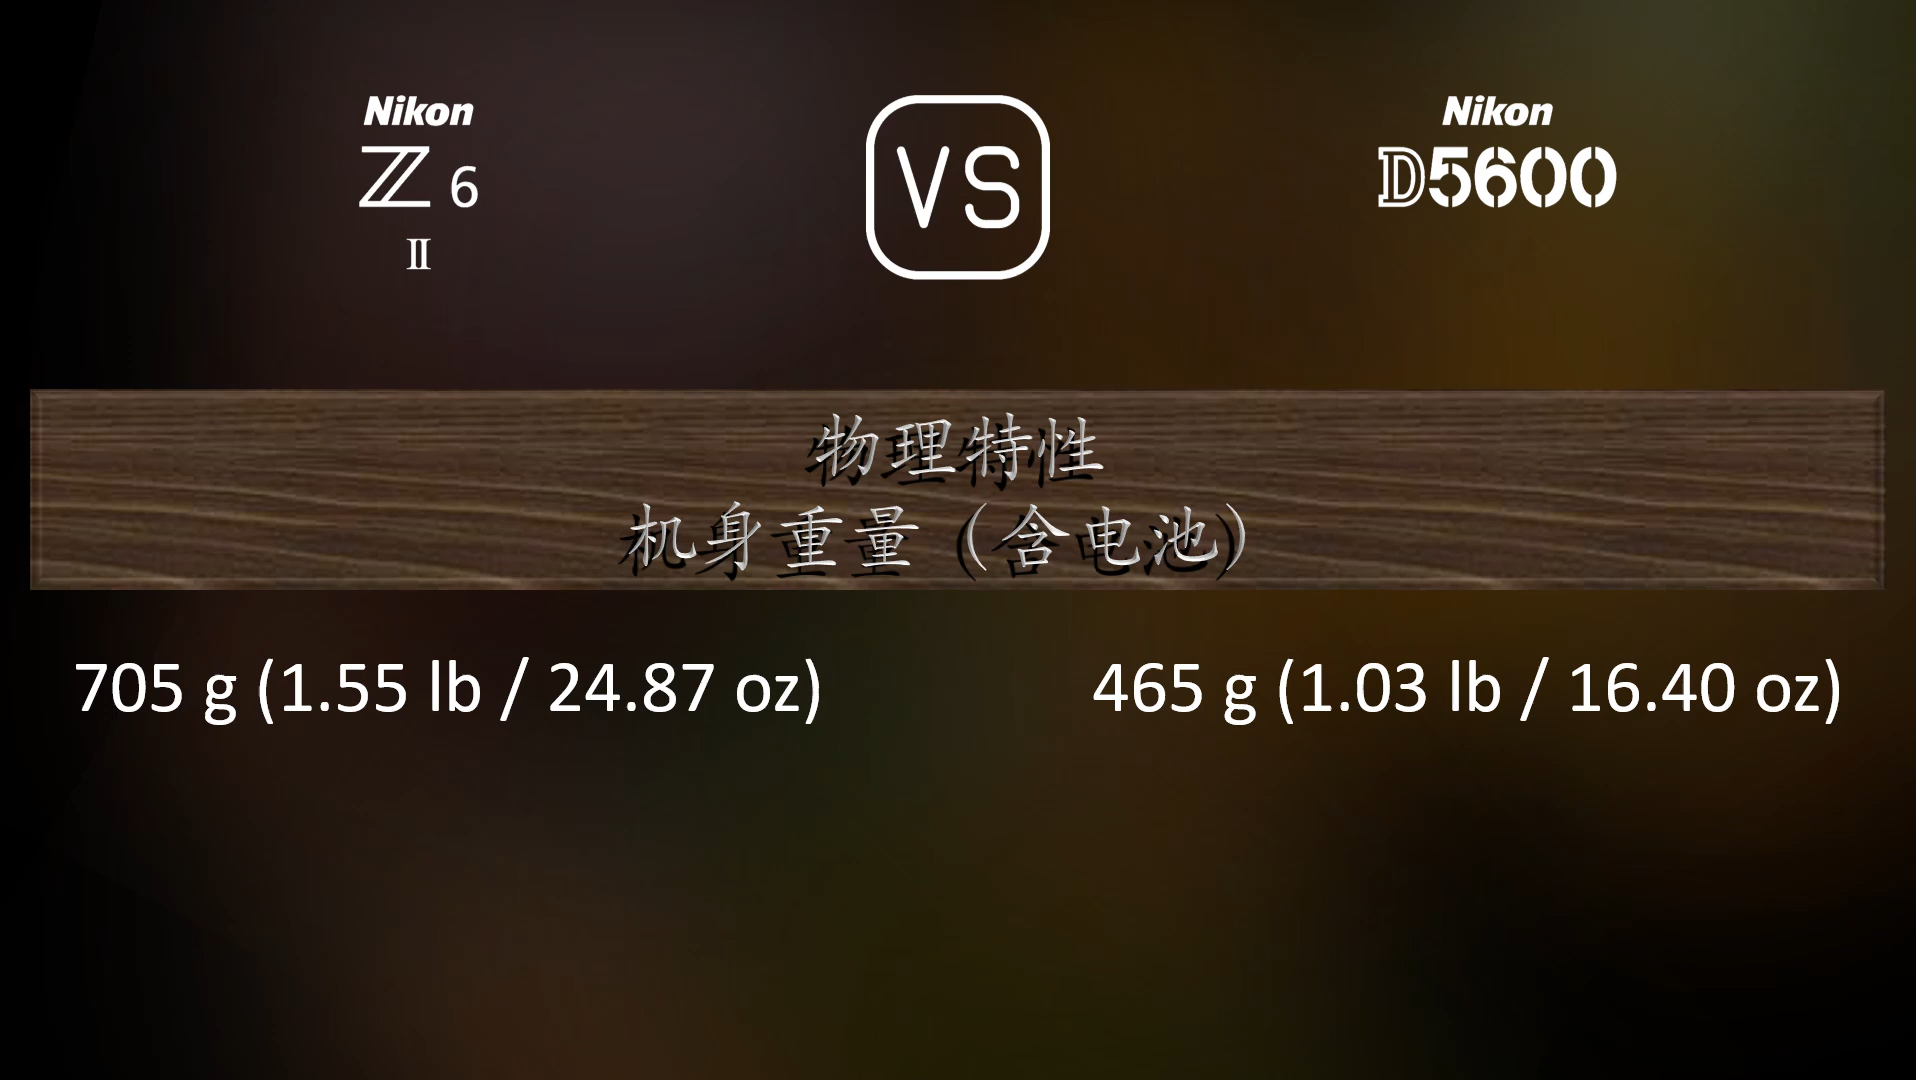 Nikon
Z 6
II
VS
Nikon
D5600
物理特性
机身重量（含电池）
705 g (1.55 lb / 24.87 oz)
465 g (1.03 lb / 16.40 oz)